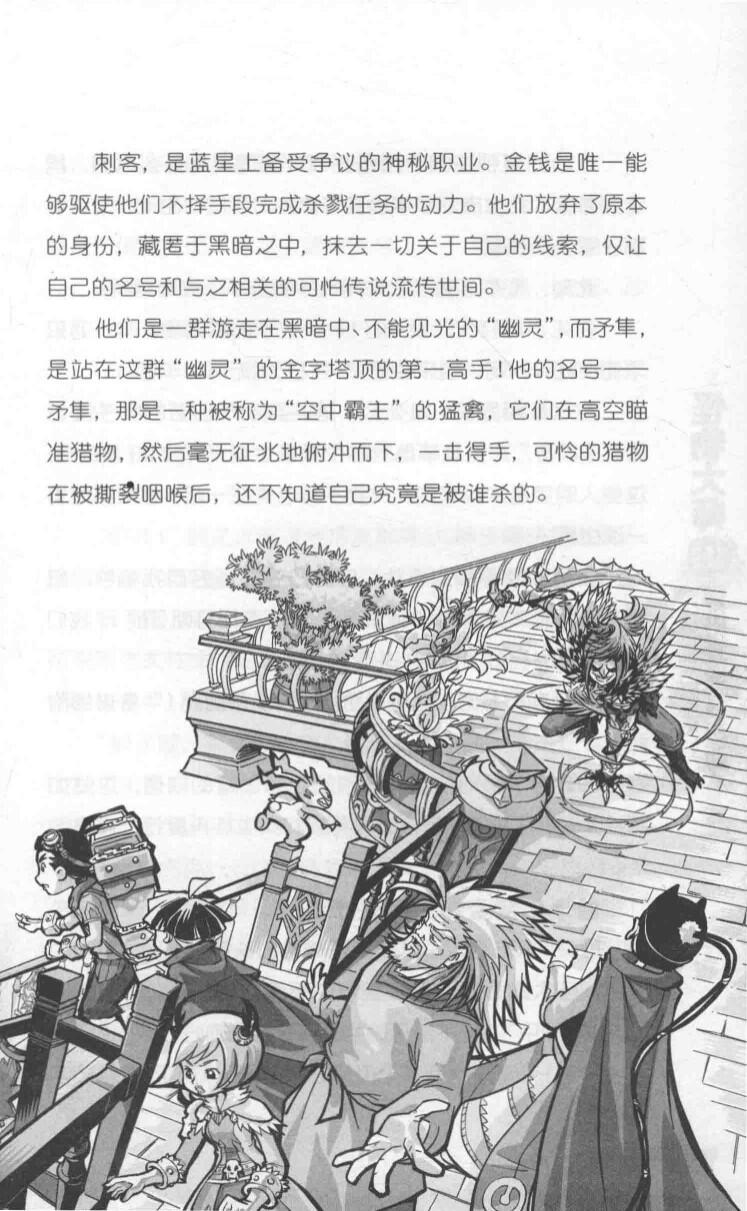 刺客，是蓝星上备受争议的神秘职业。金钱是唯一能
够驱使他们不择手段完成杀戮任务的动力。他们放弃了原本
的身份，藏匿于黑暗之中，抹去一切关于自己的线索，仅让
自己的名号和与之相关的可怕传说流传世间。
他们是一群游走在黑暗中、不能见光的“幽灵”，而矛隼，
是站在这群“幽灵”的金字塔顶的第一高手！他的名号——
矛隼，那是一种被称为“空中霸主”的猛禽，它们在高空瞄
准猎物，然后毫无征兆地俯冲而下，一击得手，可怜的猎物
在被撕裂咽喉后，还不知道自己究竟是被谁杀的。